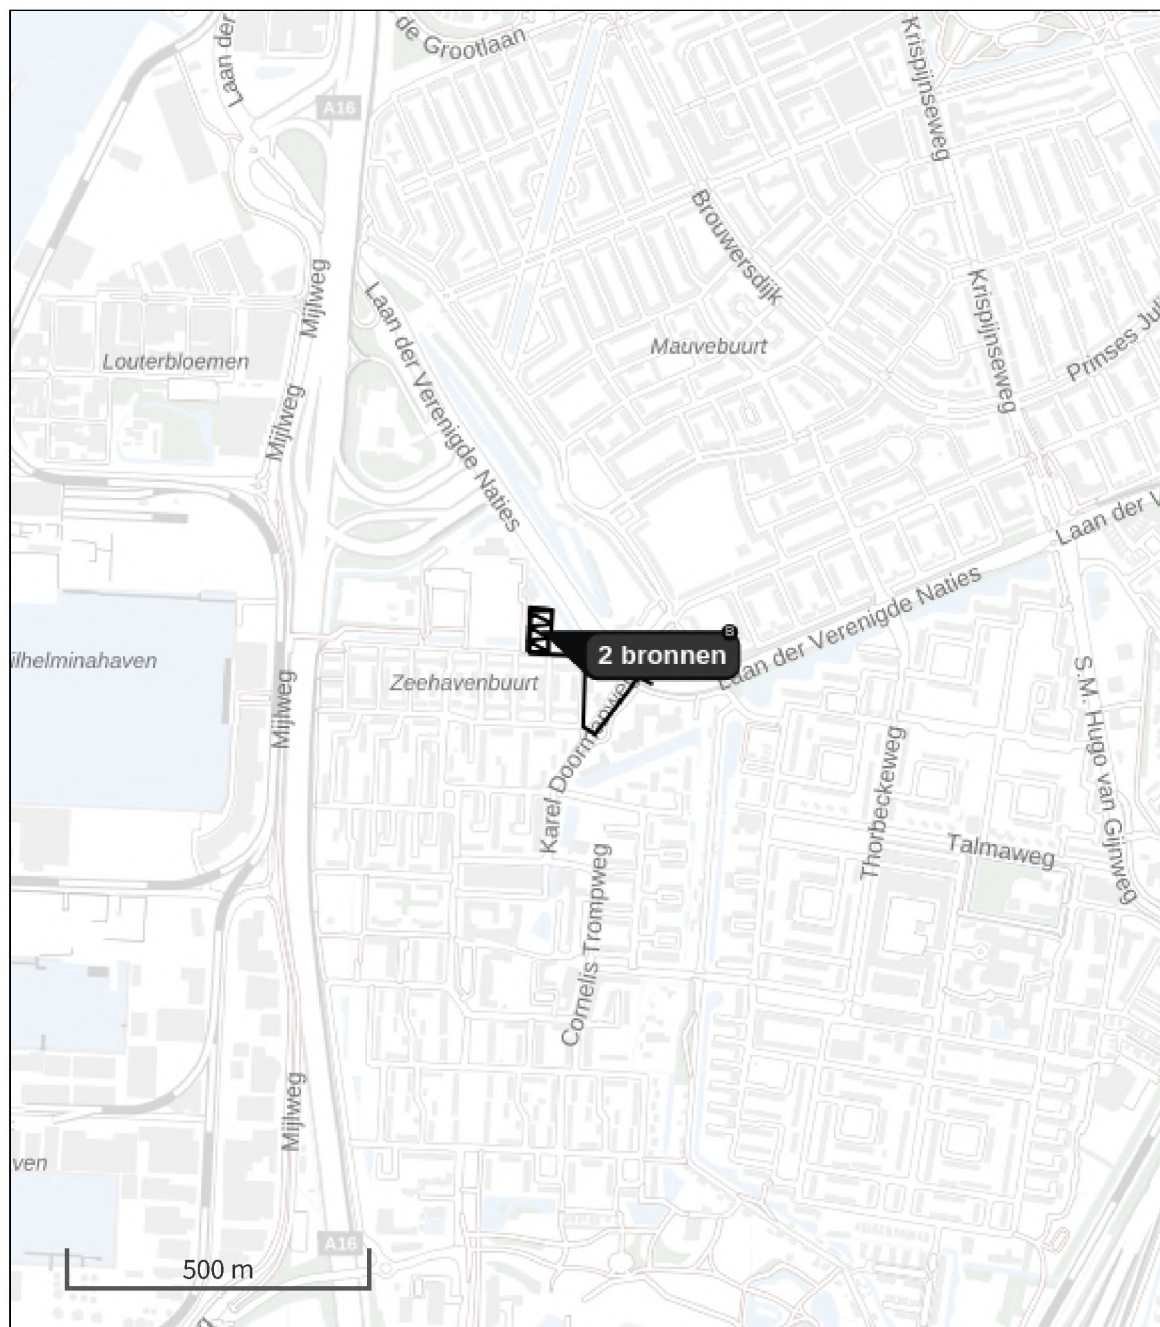 de Grootlaan
Laan der
Krispijnseweg
A16
Brouwersdijk
Mijlweg
Laan der Verenigde Naties
Krispijnseweg
Prinses Juli
Mauvebuurt
Louterbloemen
Mijlweg
Laan der V
Laan der Verenigde Naties
B
2 bronnen
ilhelminahaven
Zeehavenbuurt
Mijlweg
S.M. Hugo van Gijnweg
Karel Doorm
Thorbeckeweg
Talmaweg
Cornelis Trompweg
Mijlweg
ven
A16
500 m